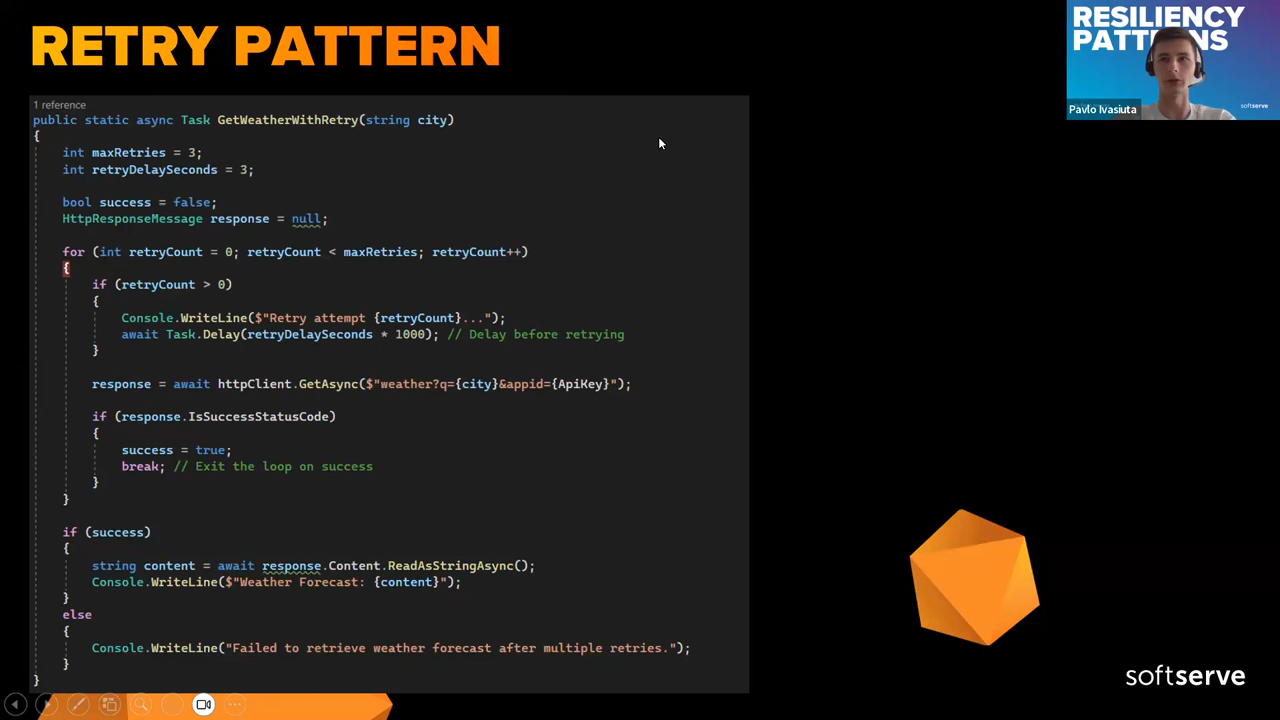 RETRY PATTERN
RESILIENCY
PATTERNS
Pavlo Ivasiuta
softserve
1 reference
public static async Task GetWeatherWithRetry(string city)
{
int maxRetries = 3;
int retryDelaySeconds = 3;
bool success = false;
HttpResponseMessage response = null;
for (int retryCount = 0; retryCount < maxRetries; retryCount++)
{
if (retryCount > 0)
{
Console.WriteLine($"Retry attempt {retryCount}...");
await Task.Delay(retryDelaySeconds * 1000); // Delay before retrying
}
response = await httpClient.GetAsync($"weather?q={city}&appid={ApiKey}");
if (response.IsSuccessStatusCode)
{
success = true;
break; // Exit the loop on success
}
}
if (success)
{
string content = await response.Content.ReadAsStringAsync();
Console.WriteLine($"Weather Forecast: {content}");
}
else
{
Console.WriteLine("Failed to retrieve weather forecast after multiple retries.");
}
}
softserve